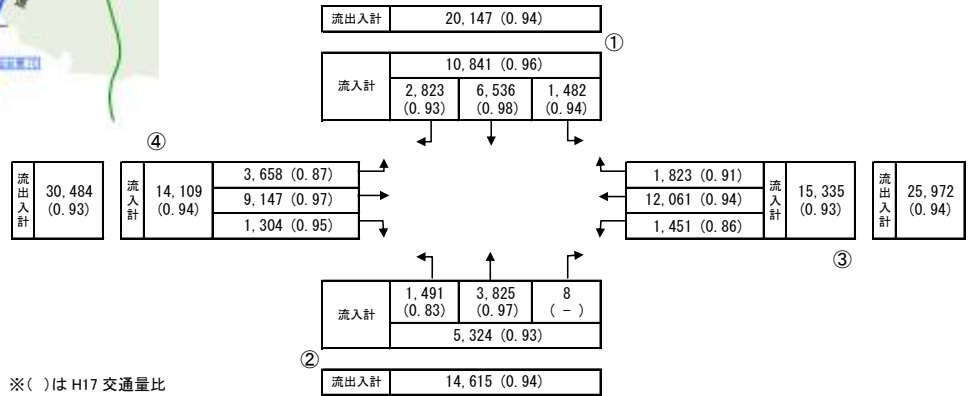 流出入計 20,147 (0.94)
①
流入計 10,841 (0.96)
2,823 6,536 1,482
(0.93) (0.98) (0.94)
④
流出入計 30,484 (0.93)
流入計 14,109 (0.94)
3,658 (0.87)
9,147 (0.97)
1,304 (0.95)
1,823 (0.91)
12,061 (0.94)
1,451 (0.86)
流入計 15,335 (0.93)
流出入計 25,972 (0.94)
③
流入計 1,491 3,825 8
(0.83) (0.97) ( - )
5,324 (0.93)
②
流出入計 14,615 (0.94)
※( )は H17 交通量比